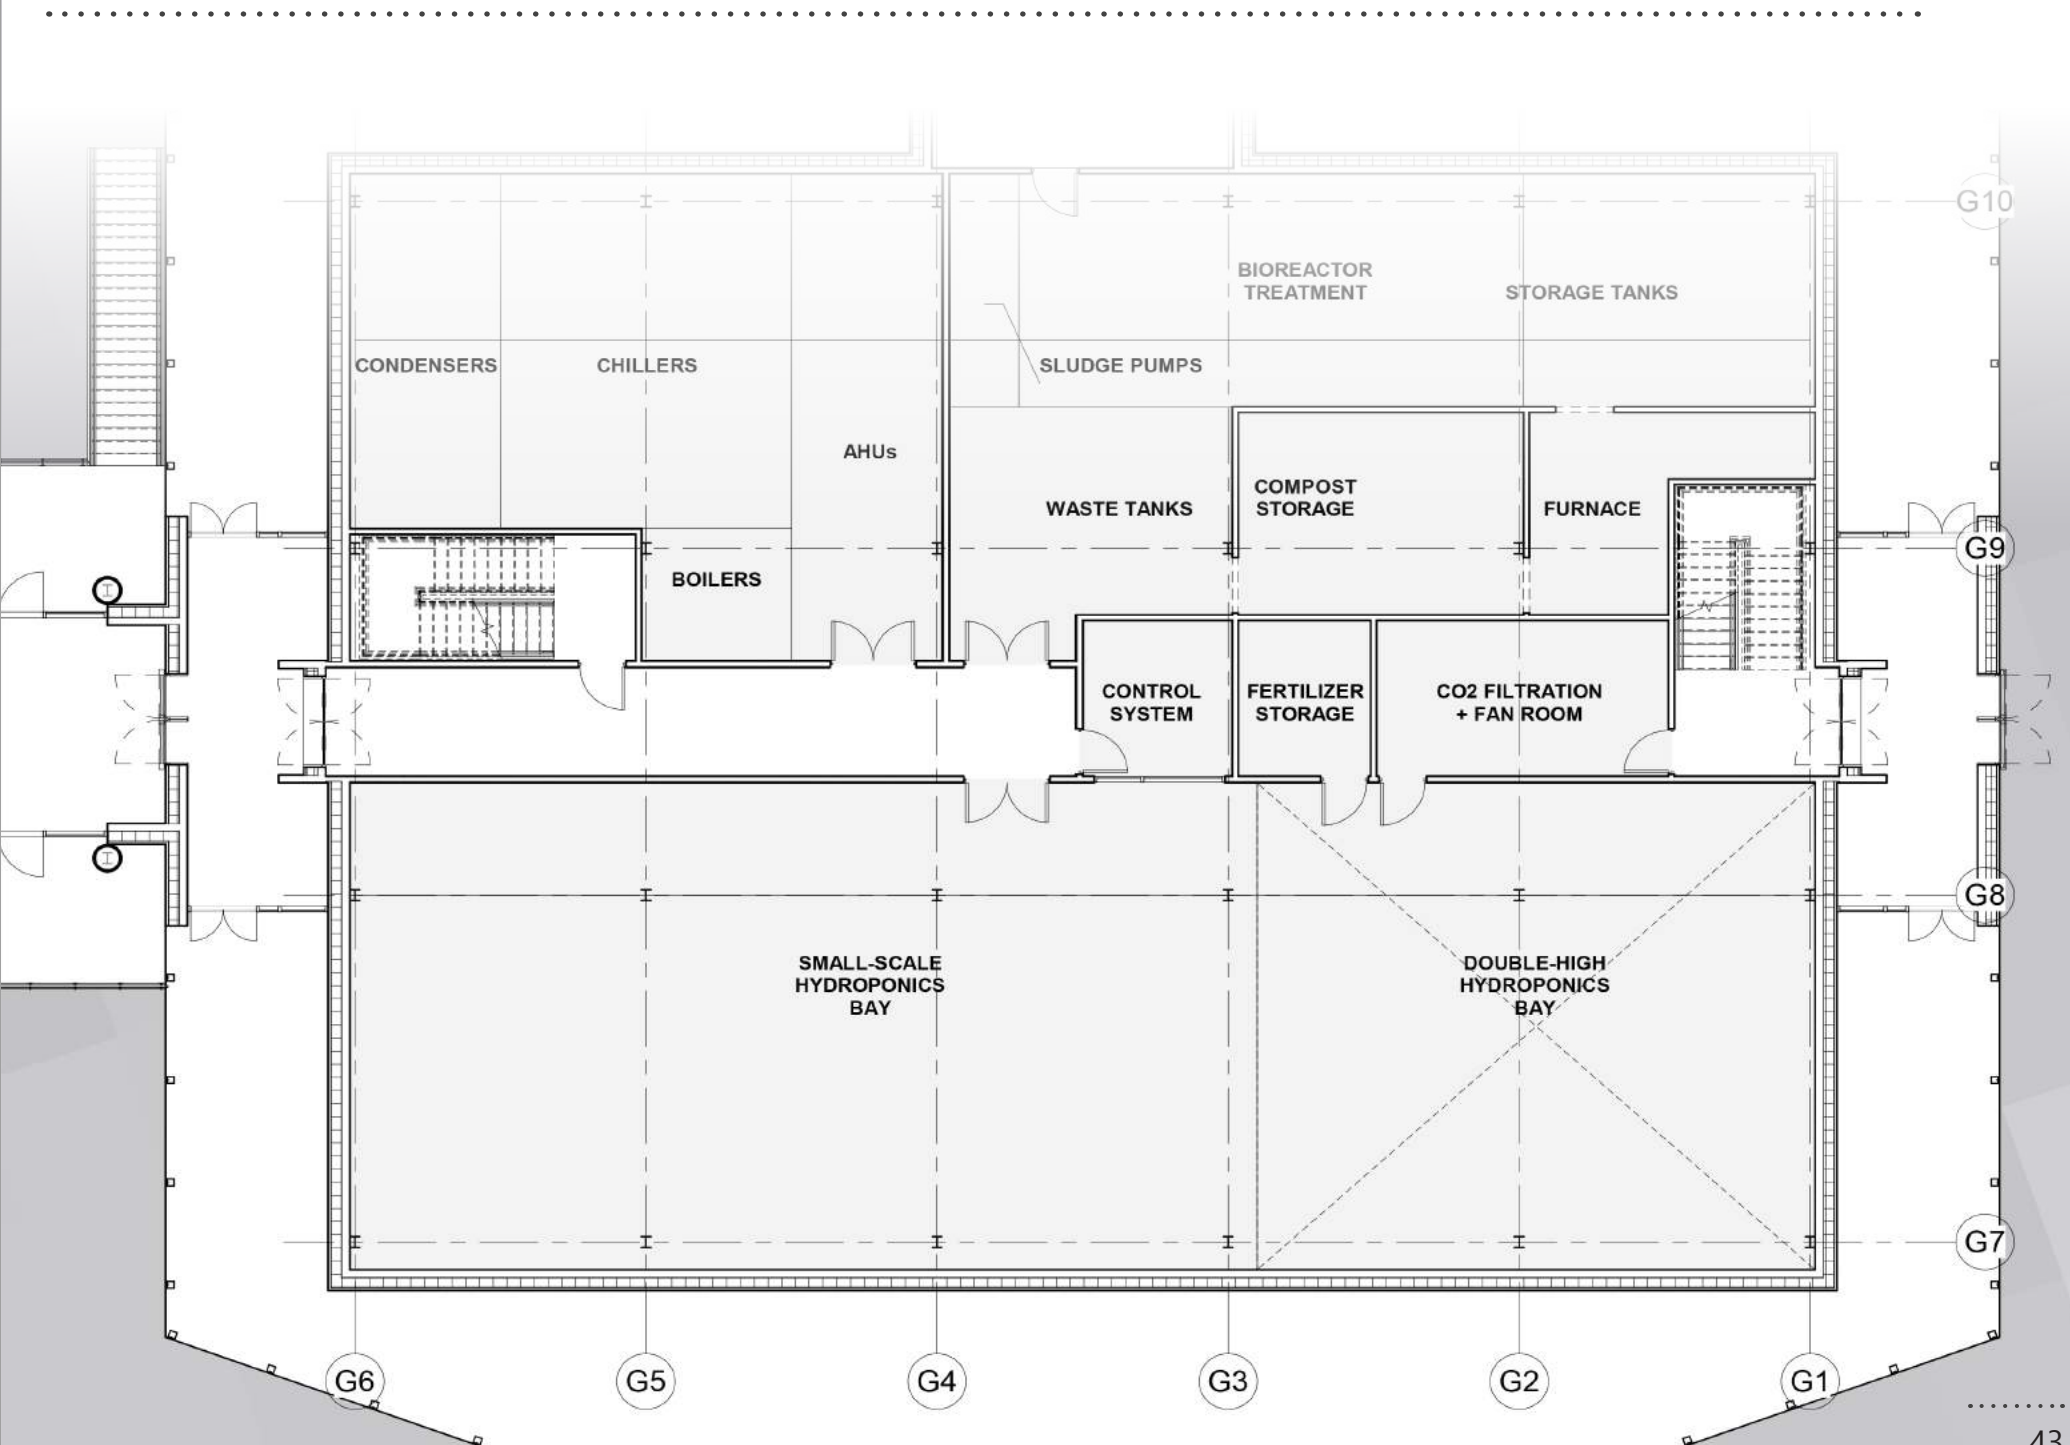 G10
BIOREACTOR
TREATMENT
STORAGE TANKS
CONDENSERS
CHILLERS
SLUDGE PUMPS
AHUs
WASTE TANKS
COMPOST
STORAGE
FURNACE
G9
BOILERS
CONTROL
SYSTEM
FERTILIZER
STORAGE
CO2 FILTRATION
+ FAN ROOM
G8
SMALL-SCALE
HYDROPONICS
BAY
DOUBLE-HIGH
HYDROPONICS
BAY
G7
G6
G5
G4
G3
G2
G1
43